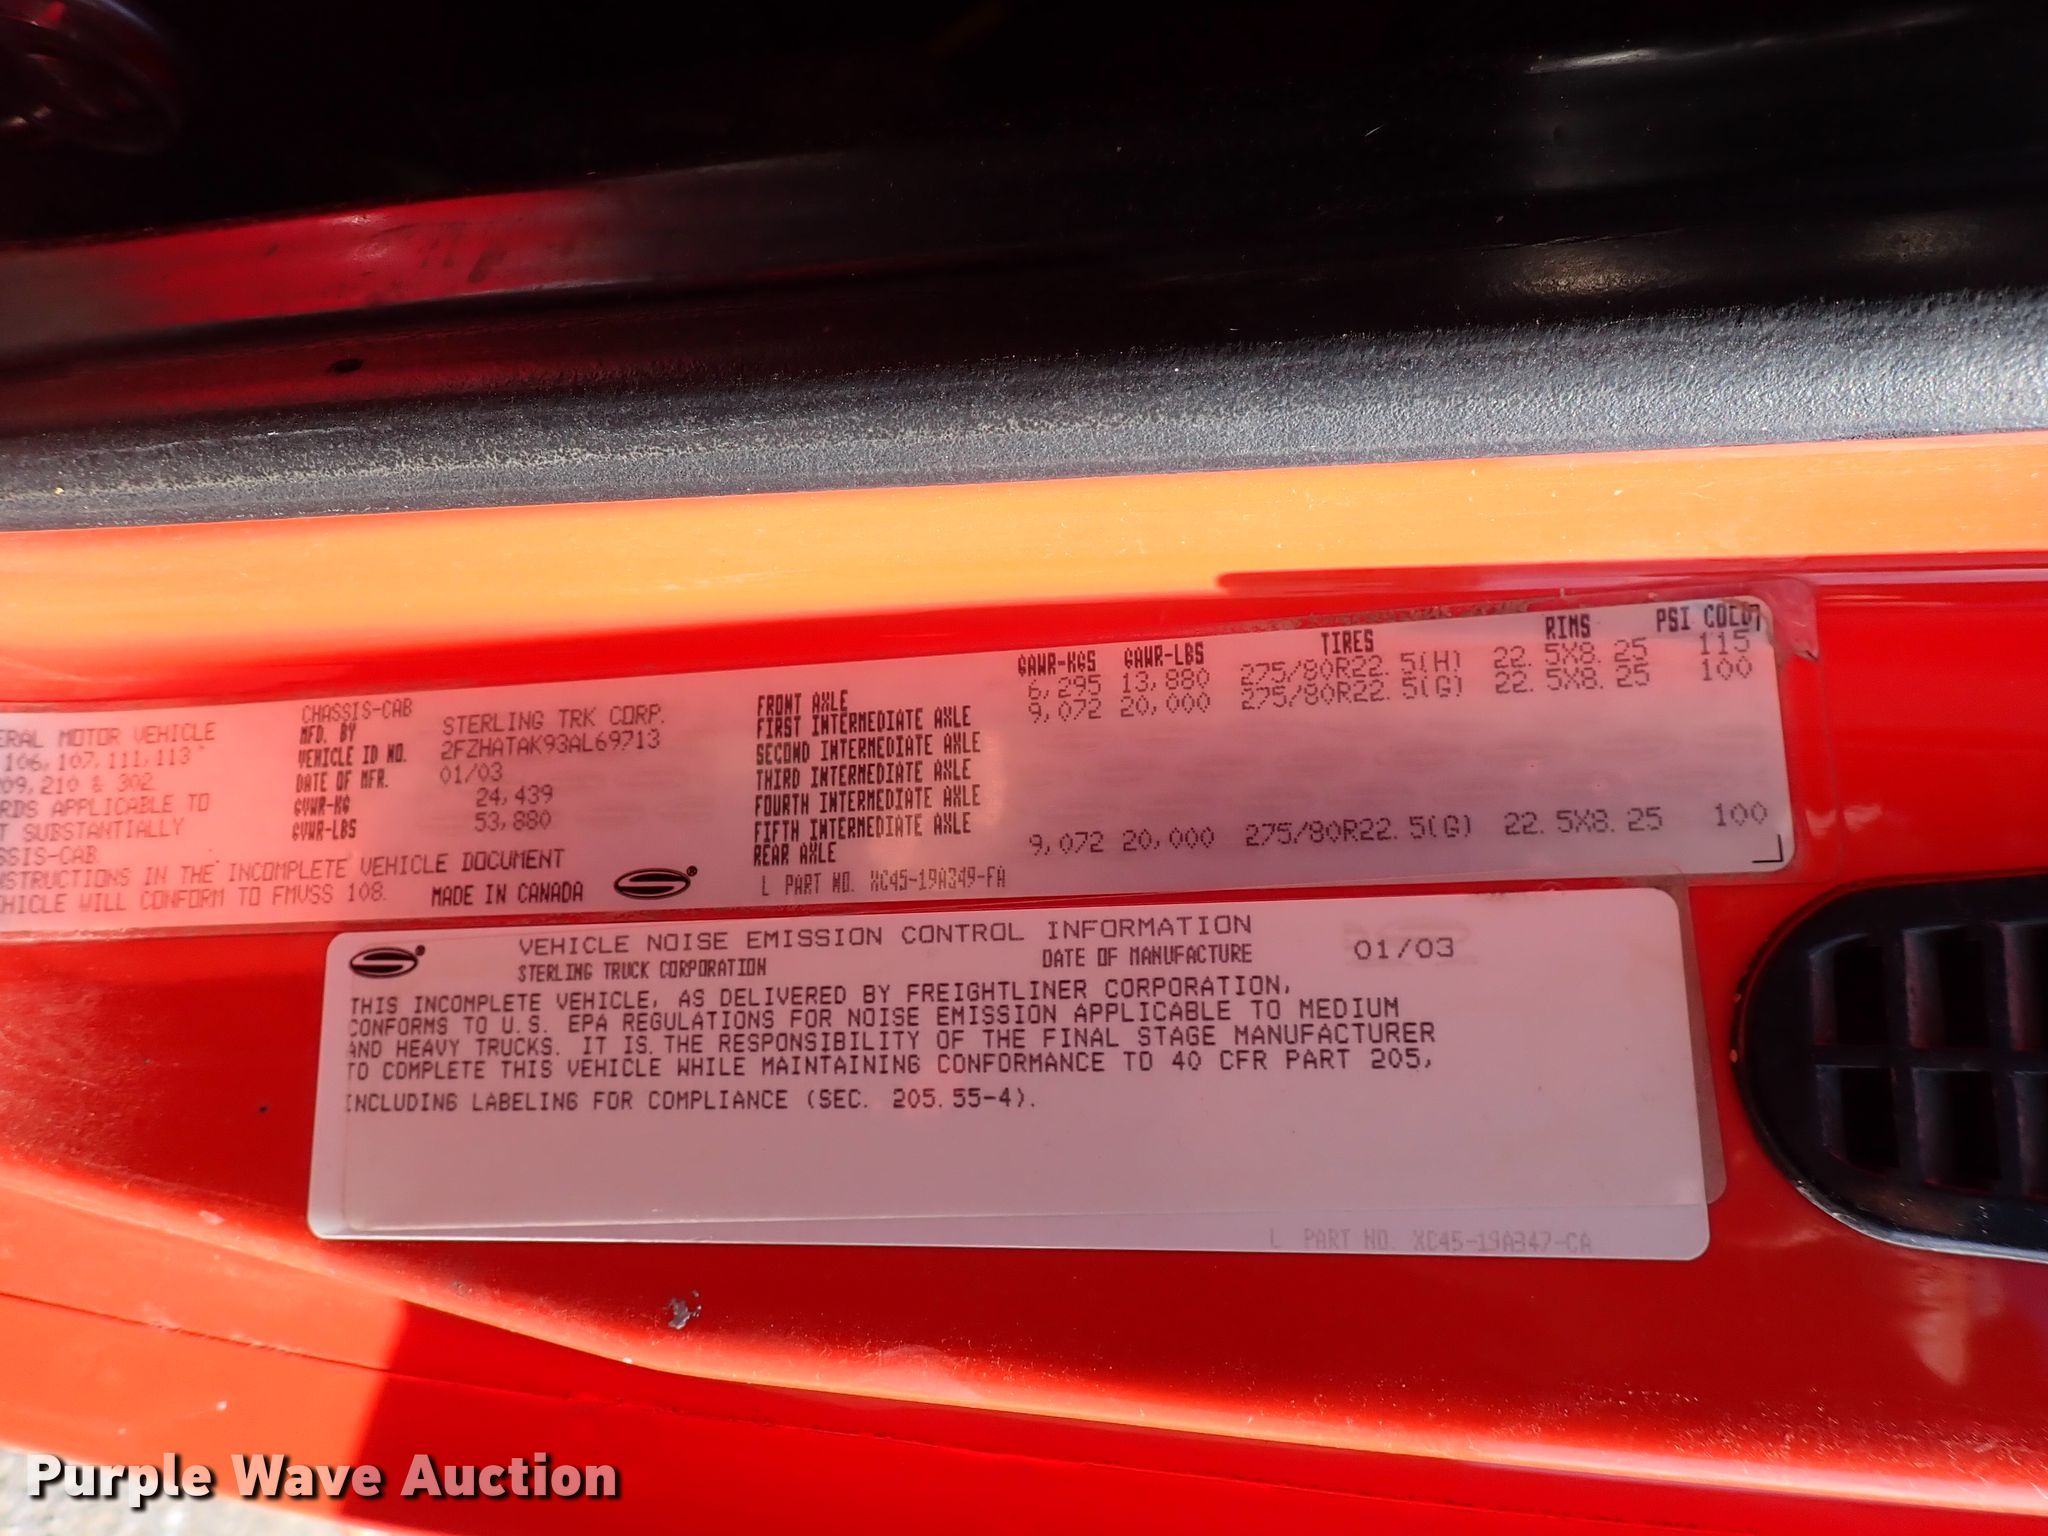 CHASSIS-CAB
MFD. BY STERLING TRK CORP.
VEHICLE ID NO. 2FZHATAK93AL69713
DATE OF MFR. 01/03
GVWR-KG 24,439
GVWR-LBS 53,880
MOTOR VEHICLE
106, 107, 111, 113
210 & 302
APPLICABLE TO
SUBSTANTIALLY
IN THE INCOMPLETE VEHICLE DOCUMENT
WILL CONFORM TO FMVSS 108. MADE IN CANADA
GAWR-KGS GAWR-LBS TIRES RIMS PSI COLD
FRONT AXLE 6,295 13,880 275/80R22.5(H) 22.5X8.25 115
FIRST INTERMEDIATE AXLE 9,072 20,000 275/80R22.5(G) 22.5X8.25 100
SECOND INTERMEDIATE AXLE
THIRD INTERMEDIATE AXLE
FOURTH INTERMEDIATE AXLE
FIFTH INTERMEDIATE AXLE
REAR AXLE 9,072 20,000 275/80R22.5(G) 22.5X8.25 100
L PART NO. XC45-19A349-FA
VEHICLE NOISE EMISSION CONTROL INFORMATION
STERLING TRUCK CORPORATION DATE OF MANUFACTURE 01/03
THIS INCOMPLETE VEHICLE, AS DELIVERED BY FREIGHTLINER CORPORATION,
CONFORMS TO U.S. EPA REGULATIONS FOR NOISE EMISSION APPLICABLE TO MEDIUM
AND HEAVY TRUCKS. IT IS THE RESPONSIBILITY OF THE FINAL STAGE MANUFACTURER
TO COMPLETE THIS VEHICLE WHILE MAINTAINING CONFORMANCE TO 40 CFR PART 205,
INCLUDING LABELING FOR COMPLIANCE (SEC. 205.55-4).
L PART NO. XC45-19A347-CA
Purple Wave Auction